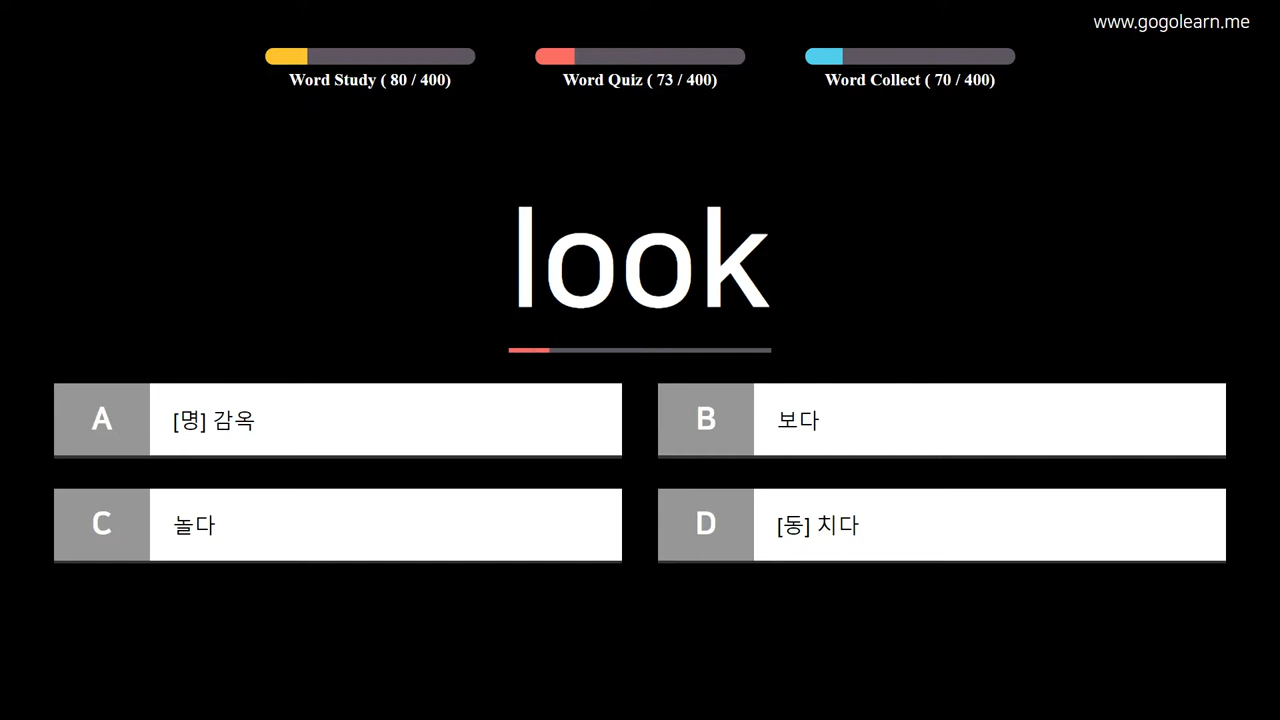 www.gogolearn.me
Word Study ( 80 / 400)
Word Quiz ( 73 / 400)
Word Collect ( 70 / 400)
look
A [명] 감옥
B 보다
C 놀다
D [동] 치다